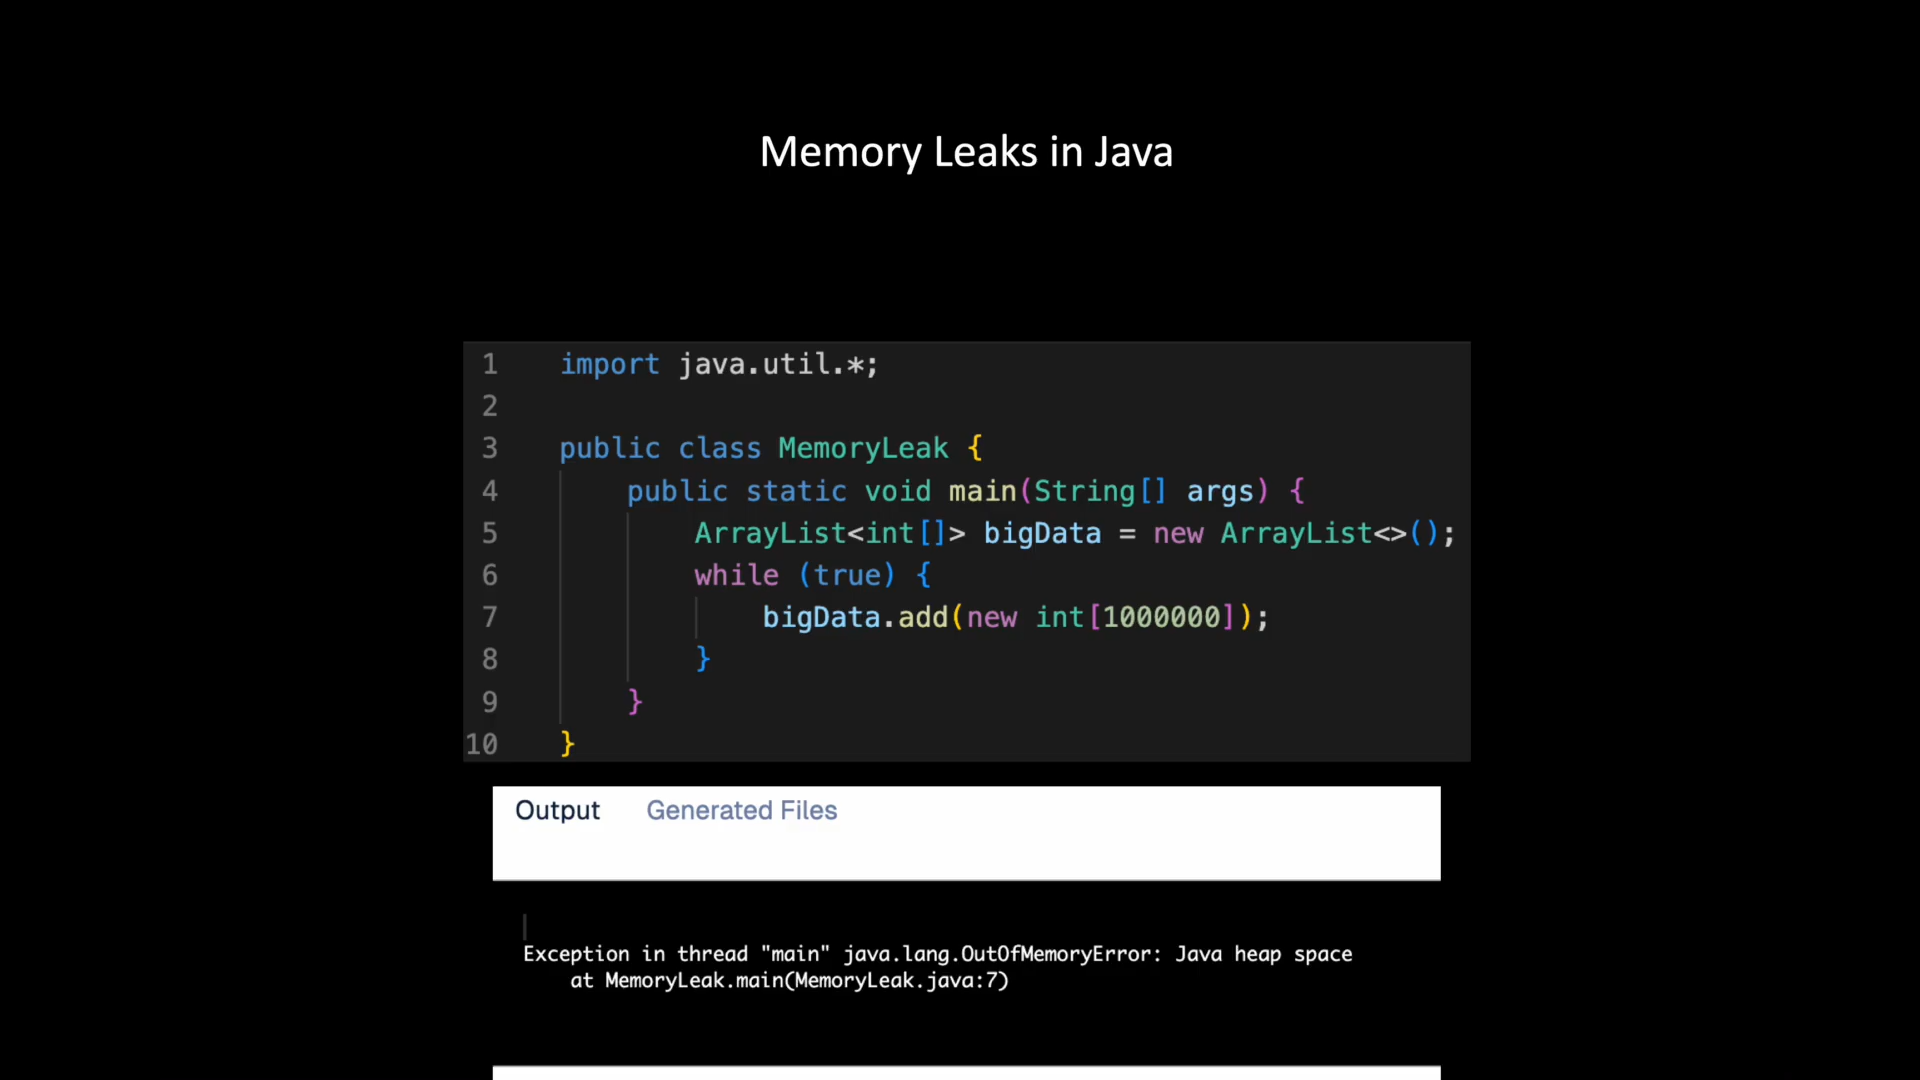 Memory Leaks in Java
1 import java.util.*;
2
3 public class MemoryLeak {
4     public static void main(String[] args) {
5         ArrayList<int[]> bigData = new ArrayList<>();
6         while (true) {
7             bigData.add(new int[1000000]);
8         }
9     }
10 }
Output Generated Files
Exception in thread "main" java.lang.OutOfMemoryError: Java heap space
    at MemoryLeak.main(MemoryLeak.java:7)